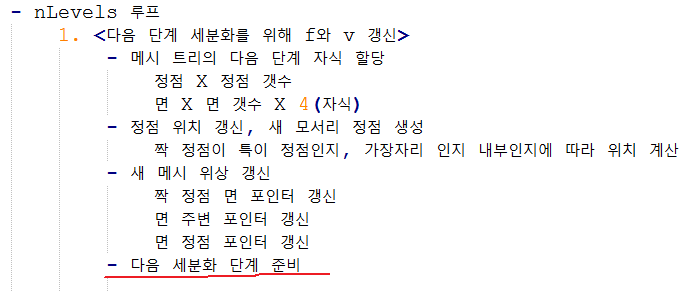 - nLevels 루프
1. <다음 단계 세분화를 위해 f와 v 갱신>
- 메시 트리의 다음 단계 자식 할당
정점 X 정점 갯수
면 X 면 갯수 X 4(자식)
- 정점 위치 갱신, 새 모서리 정점 생성
짝 정점이 특이 정점인지, 가장자리 인지 내부인지에 따라 위치 계산
- 새 메시 위상 갱신
짝 정점 면 포인터 갱신
면 주변 포인터 갱신
면 정점 포인터 갱신
- 다음 세분화 단계 준비